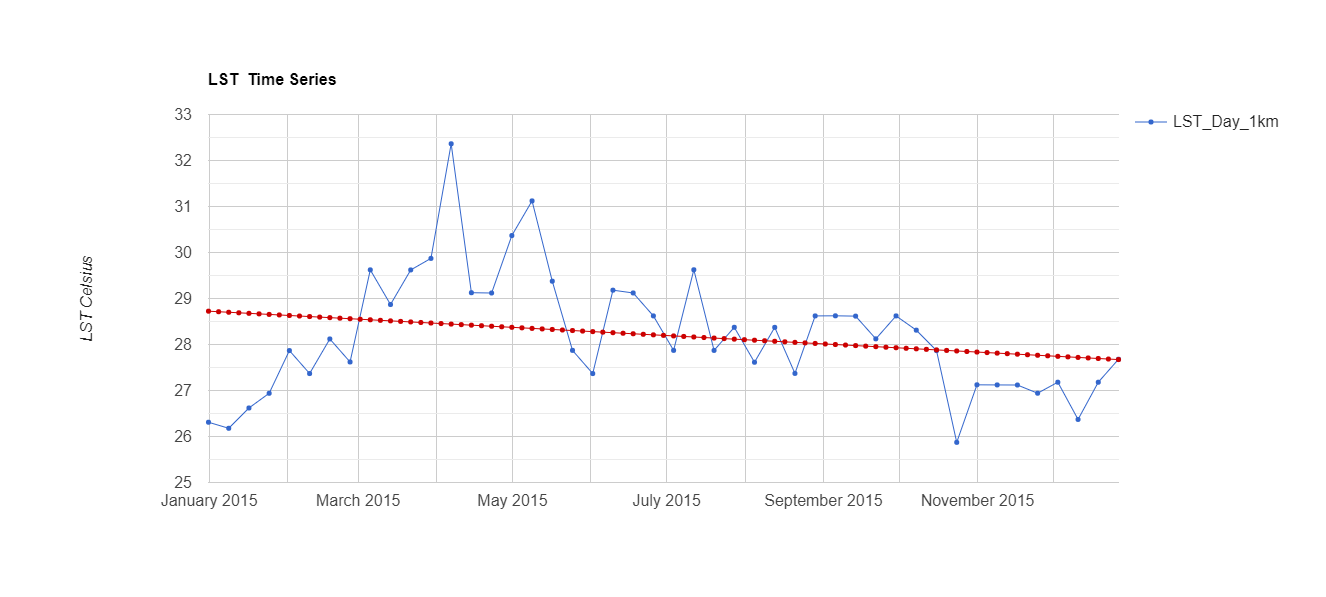 LST  Time Series
33
LST_Day_1km
32
31
30
LST Celsius
29
28
27
26
25
January 2015
March 2015
May 2015
July 2015
September 2015
November 2015